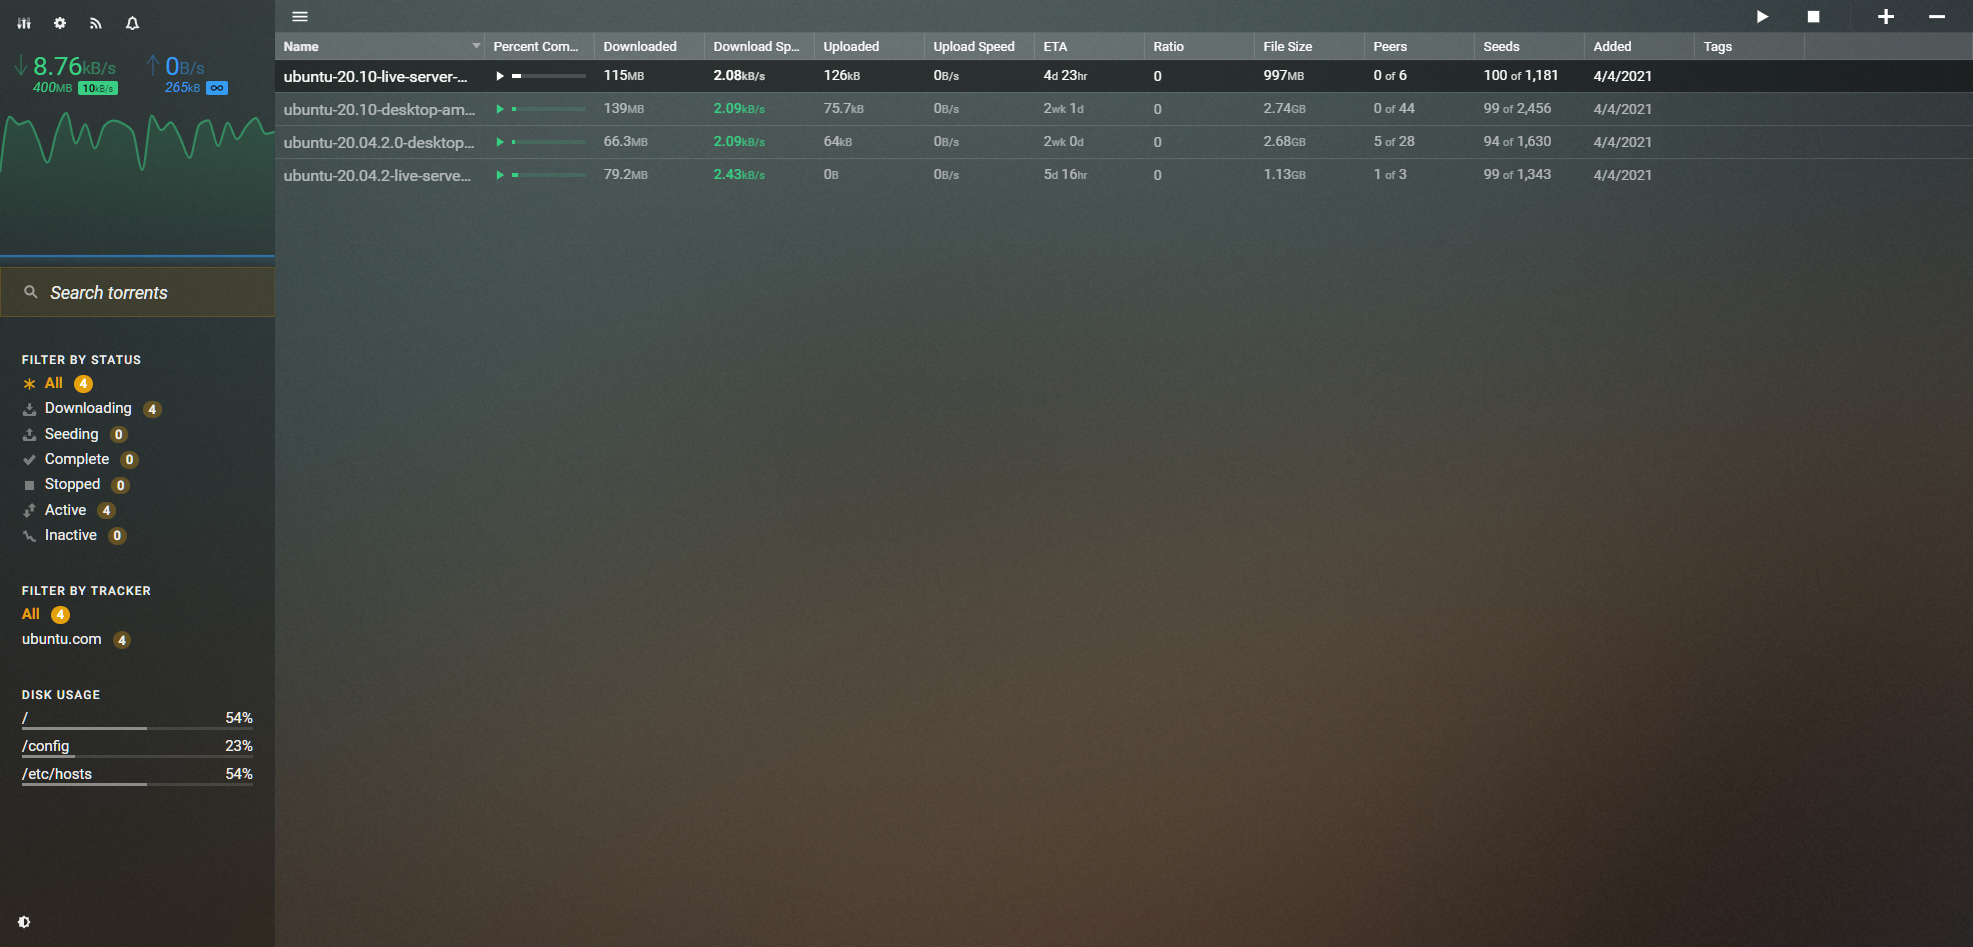 8.76kB/s 0B/s
400MB 10kB/s 265kB ∞
Search torrents
FILTER BY STATUS
All 4
Downloading 4
Seeding 0
Complete 0
Stopped 0
Active 4
Inactive 0
FILTER BY TRACKER
All 4
ubuntu.com 4
DISK USAGE
/ 54%
/config 23%
/etc/hosts 54%
Name Percent Com... Downloaded Download Sp... Uploaded Upload Speed ETA Ratio File Size Peers Seeds Added Tags
ubuntu-20.10-live-server-... 115MB 2.08kB/s 126kB 0B/s 4d 23hr 0 997MB 0 of 6 100 of 1,181 4/4/2021
ubuntu-20.10-desktop-am... 139MB 2.09kB/s 75.7kB 0B/s 2wk 1d 0 2.74GB 0 of 44 99 of 2,456 4/4/2021
ubuntu-20.04.2.0-desktop... 66.3MB 2.09kB/s 64kB 0B/s 2wk 0d 0 2.68GB 5 of 28 94 of 1,630 4/4/2021
ubuntu-20.04.2-live-serve... 79.2MB 2.43kB/s 0B 0B/s 5d 16hr 0 1.13GB 1 of 3 99 of 1,343 4/4/2021